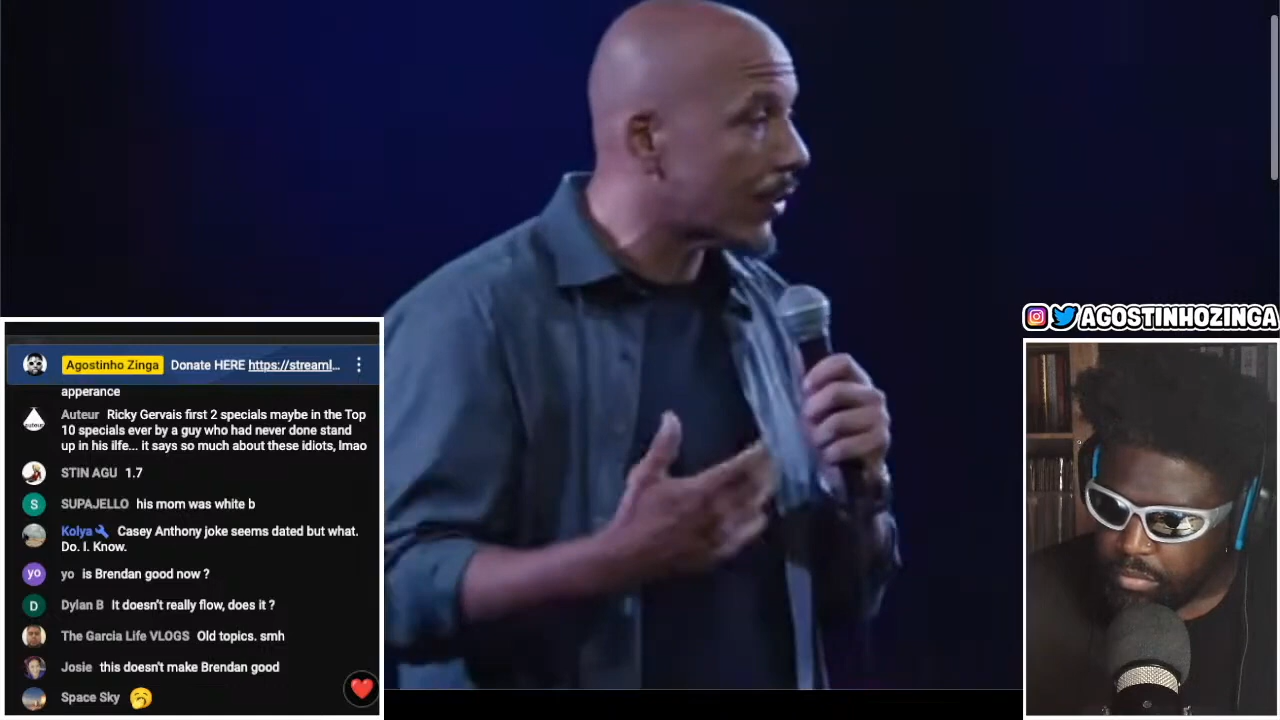 Agostinho Zinga Donate HERE https://streaml...
apperance
Auteur Ricky Gervais first 2 specials maybe in the Top
10 specials ever by a guy who had never done stand
up in his ilfe... it says so much about these idiots, lmao
STIN AGU 1.7
SUPAJELLO his mom was white b
Kolya Casey Anthony joke seems dated but what.
Do. I. Know.
yo yo is Brendan good now ?
Dylan B It doesn't really flow, does it ?
The Garcia Life VLOGS Old topics. smh
Josie this doesn't make Brendan good
Space Sky
AGOSTINHOZINGA